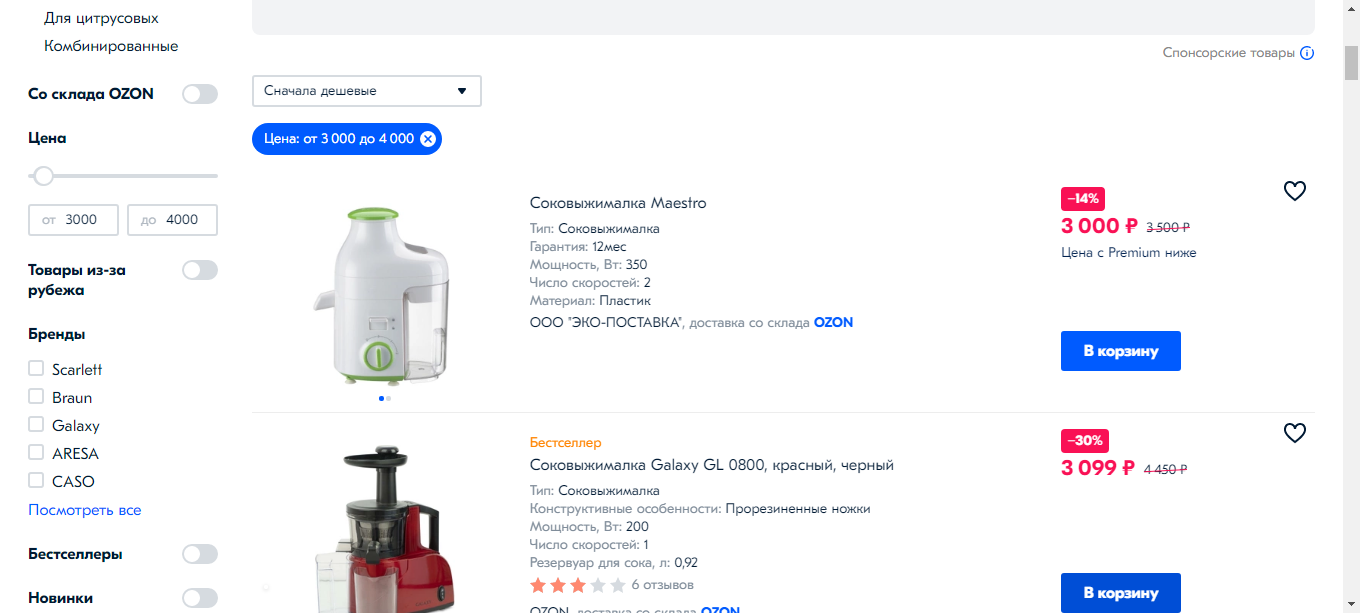 Для цитрусовых
Комбинированные
Со склада OZON
Цена
от 3000 до 4000
Товары из-за
рубежа
Бренды
Scarlett
Braun
Galaxy
ARESA
CASO
Посмотреть все
Бестселлеры
Новинки
Спонсорские товары
Сначала дешевые
Цена: от 3 000 до 4 000
Соковыжималка Maestro
Тип: Соковыжималка
Гарантия: 12мес
Мощность, Вт: 350
Число скоростей: 2
Материал: Пластик
ООО "ЭКО-ПОСТАВКА", доставка со склада OZON
−14%
3 000 ₽ 3 500 ₽
Цена с Premium ниже
В корзину
Бестселлер
Соковыжималка Galaxy GL 0800, красный, черный
Тип: Соковыжималка
Конструктивные особенности: Прорезиненные ножки
Мощность, Вт: 200
Число скоростей: 1
Резервуар для сока, л: 0,92
6 отзывов
OZON, доставка со склада OZON
−30%
3 099 ₽ 4 450 ₽
В корзину